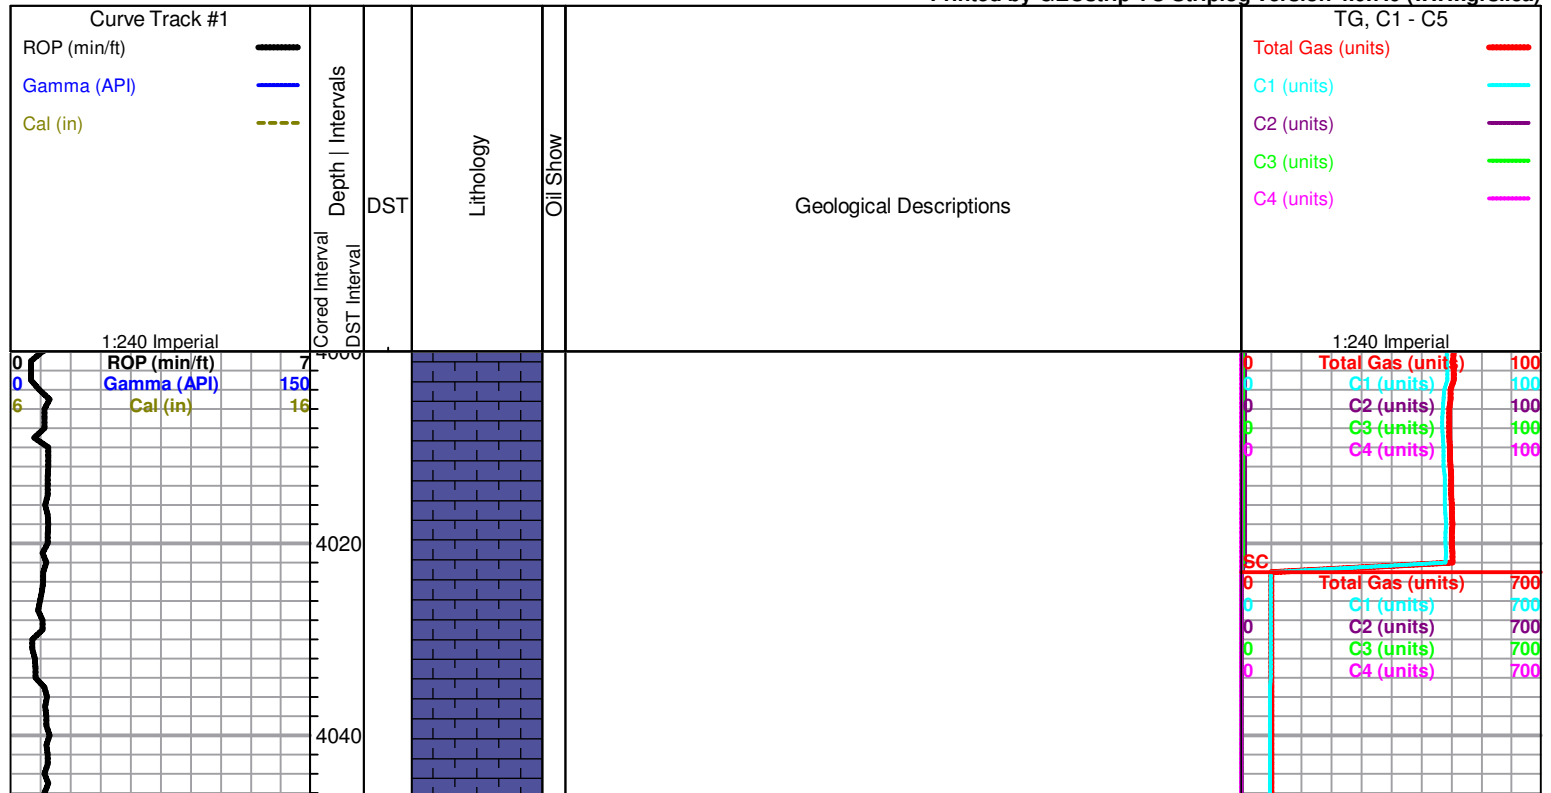 Curve Track #1
ROP (min/ft)
Gamma (API)
Cal (in)
1:240 Imperial
Depth | Intervals
Cored Interval
DST Interval
DST
Lithology
Oil Show
Geological Descriptions
TG, C1 - C5
Total Gas (units)
C1 (units)
C2 (units)
C3 (units)
C4 (units)
1:240 Imperial
0 ROP (min/ft) 7
0 Gamma (API) 150
6 Cal (in) 16
4000
4020
4040
0 Total Gas (units) 100
0 C1 (units) 100
0 C2 (units) 100
0 C3 (units) 100
0 C4 (units) 100
SC
0 Total Gas (units) 700
0 C1 (units) 700
0 C2 (units) 700
0 C3 (units) 700
0 C4 (units) 700